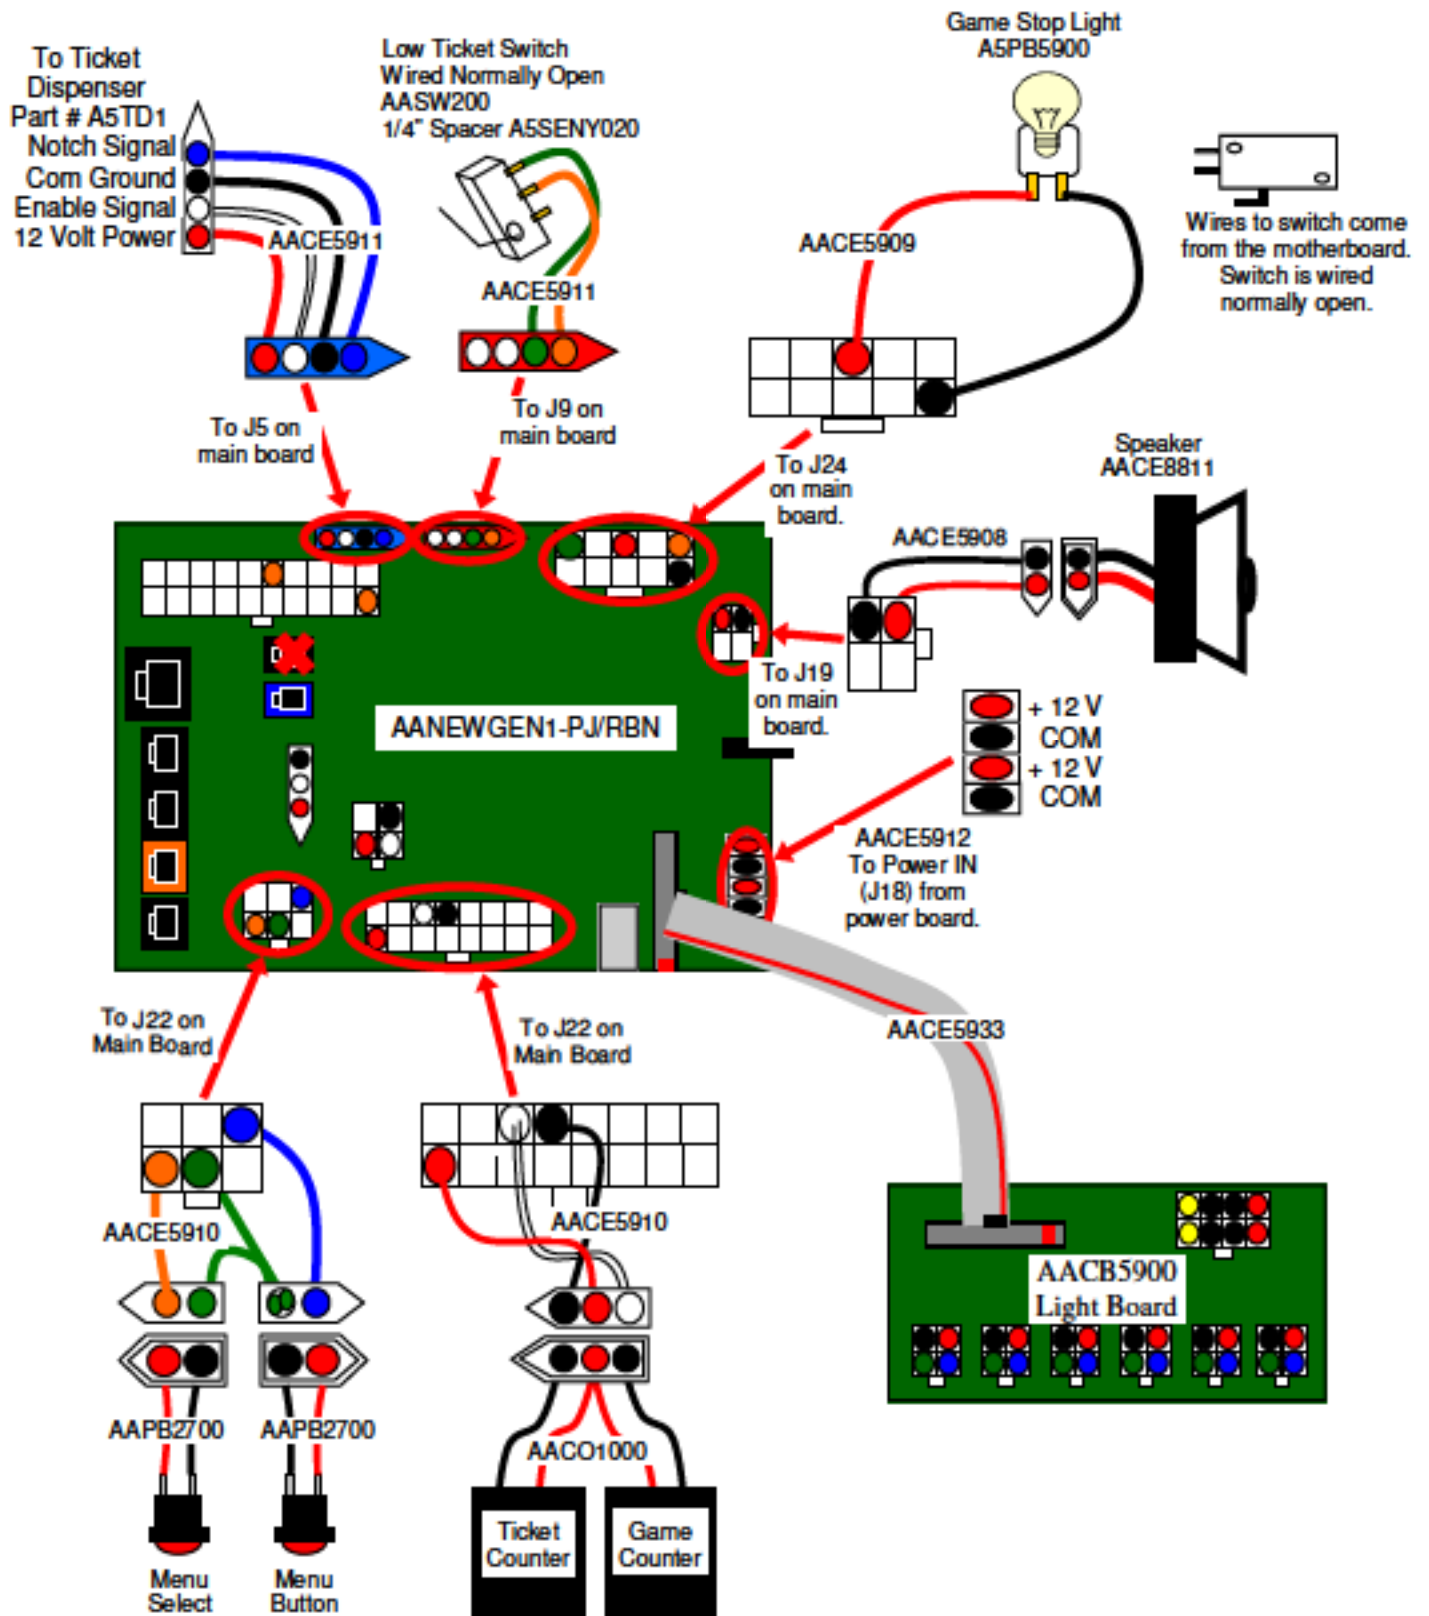 To Ticket
Dispenser
Part # A5TD1
Notch Signal
Com Ground
Enable Signal
12 Volt Power
AACE5911
Low Ticket Switch
Wired Normally Open
AASW200
1/4" Spacer A5SENY020
AACE5911
Game Stop Light
A5PB5900
AACE5909
Wires to switch come
from the motherboard.
Switch is wired
normally open.
To J5 on
main board
To J9 on
main board
To J24
on main
board.
Speaker
AACE8811
AACE5908
To J19
on main
board.
AANEWGEN1-PJ/RBN
+ 12 V
COM
+ 12 V
COM
AACE5912
To Power IN
(J18) from
power board.
To J22 on
Main Board
To J22 on
Main Board
AACE5933
AACE5910
AACE5910
AACB5900
Light Board
AAPB2700
AAPB2700
AACO1000
Ticket
Counter
Game
Counter
Menu
Select
Menu
Button